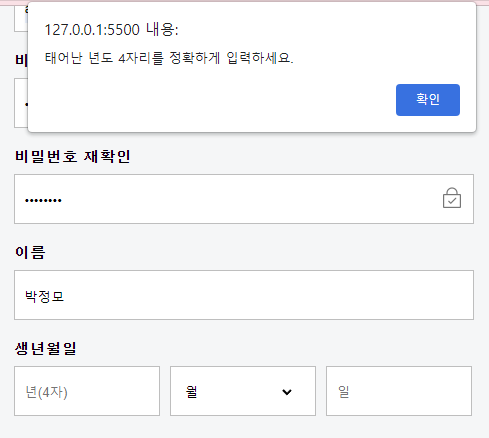 127.0.0.1:5500 내용:
태어난 년도 4자리를 정확하게 입력하세요.
확인
비밀번호 재확인
••••••••
이름
박정모
생년월일
년(4자)
월
일